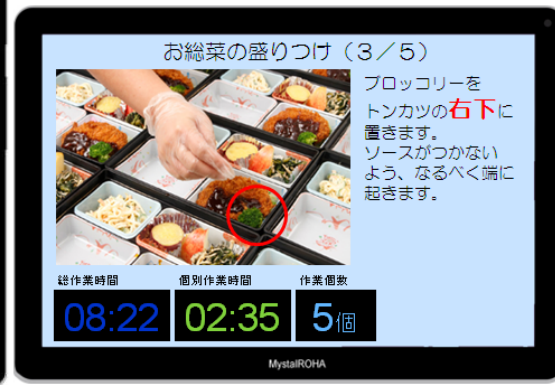 お総菜の盛りつけ（３／５）
ブロッコリーを
トンカツの右下に
置きます。
ソースがつかない
よう、なるべく端に
起きます。
総作業時間 個別作業時間 作業個数
08:22 02:35 5個
MystalROHA